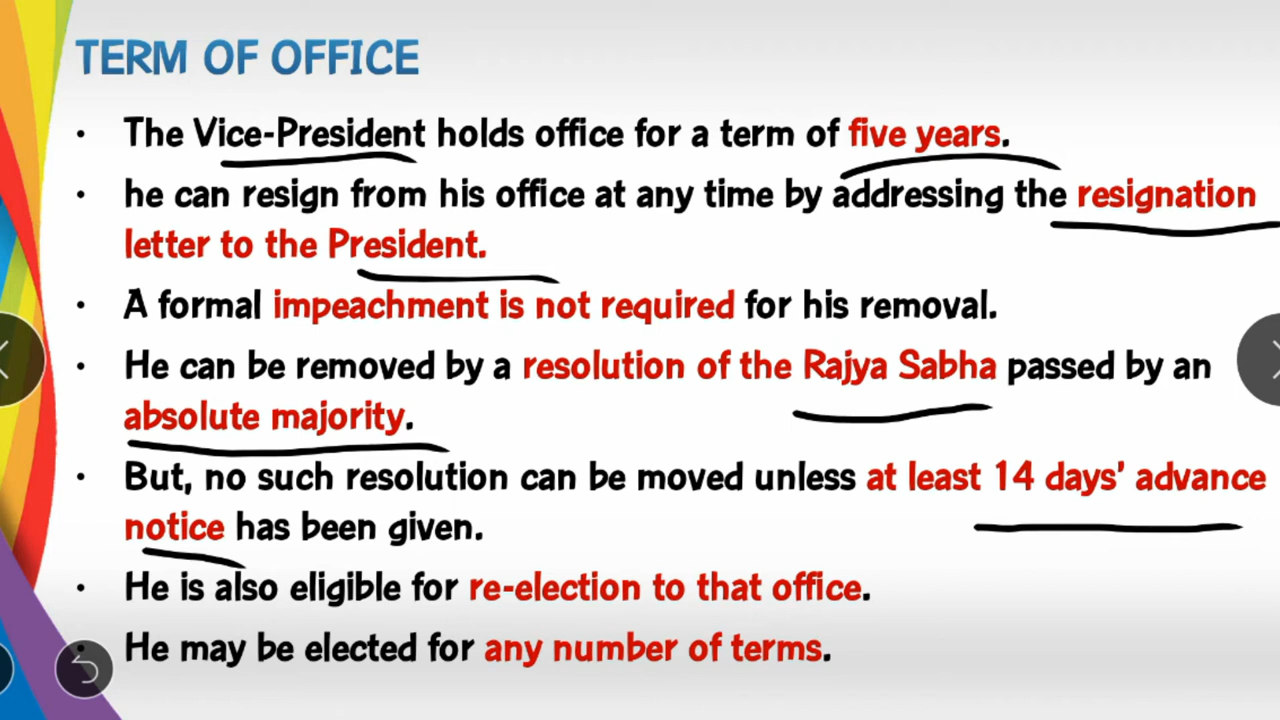 TERM OF OFFICE
• The Vice-President holds office for a term of five years.
• he can resign from his office at any time by addressing the resignation
letter to the President.
• A formal impeachment is not required for his removal.
• He can be removed by a resolution of the Rajya Sabha passed by an
absolute majority.
• But, no such resolution can be moved unless at least 14 days' advance
notice has been given.
• He is also eligible for re-election to that office.
• He may be elected for any number of terms.